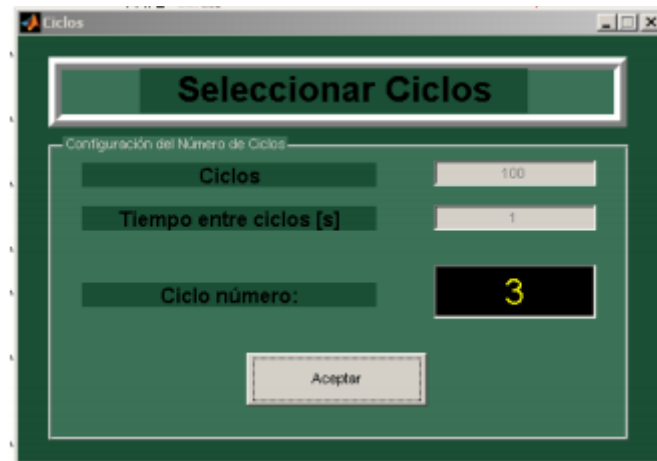 Ciclos
Seleccionar Ciclos
Configuración del Número de Ciclos
Ciclos 100
Tiempo entre ciclos [s] 1
Ciclo número: 3
Aceptar